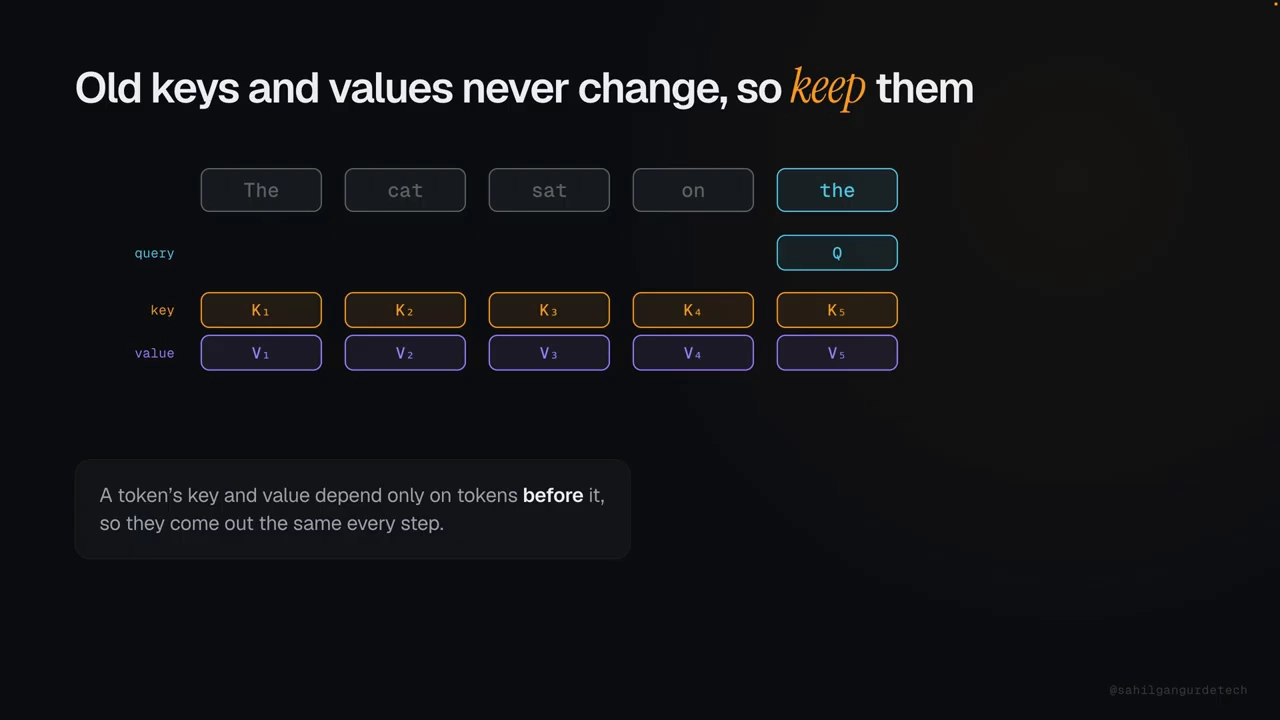 Old keys and values never change, so keep them
The cat sat on the
query Q
key K₁ K₂ K₃ K₄ K₅
value V₁ V₂ V₃ V₄ V₅
A token’s key and value depend only on tokens before it,
so they come out the same every step.
@sahilgangurdetech